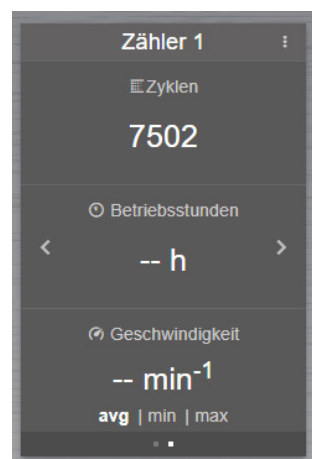 Zähler 1
Zyklen
7502
Betriebsstunden
-- h
Geschwindigkeit
-- min⁻¹
avg | min | max